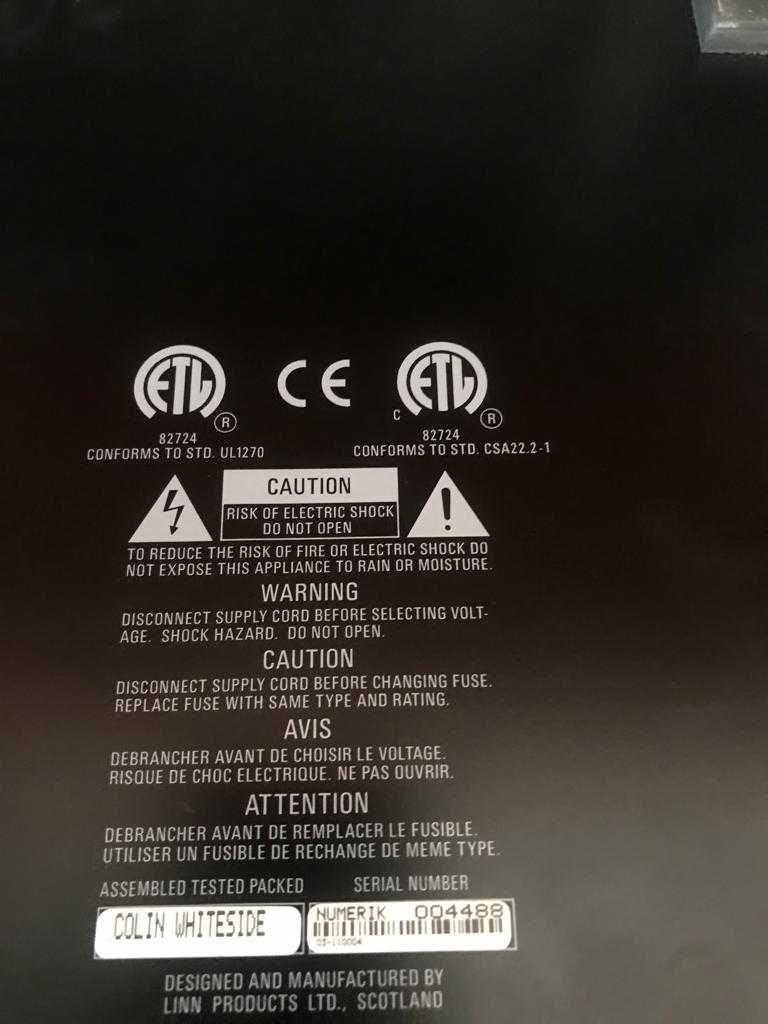 ETL CE ETL
® C ®
82724 82724
CONFORMS TO STD. UL1270 CONFORMS TO STD. CSA22.2-1
CAUTION
RISK OF ELECTRIC SHOCK
DO NOT OPEN
TO REDUCE THE RISK OF FIRE OR ELECTRIC SHOCK DO
NOT EXPOSE THIS APPLIANCE TO RAIN OR MOISTURE.
WARNING
DISCONNECT SUPPLY CORD BEFORE SELECTING VOLT-
AGE. SHOCK HAZARD. DO NOT OPEN.
CAUTION
DISCONNECT SUPPLY CORD BEFORE CHANGING FUSE.
REPLACE FUSE WITH SAME TYPE AND RATING.
AVIS
DEBRANCHER AVANT DE CHOISIR LE VOLTAGE.
RISQUE DE CHOC ELECTRIQUE. NE PAS OUVRIR.
ATTENTION
DEBRANCHER AVANT DE REMPLACER LE FUSIBLE.
UTILISER UN FUSIBLE DE RECHANGE DE MEME TYPE.
ASSEMBLED TESTED PACKED SERIAL NUMBER
COLIN WHITESIDE NUMERIK 004488
03-110004
DESIGNED AND MANUFACTURED BY
LINN PRODUCTS LTD., SCOTLAND